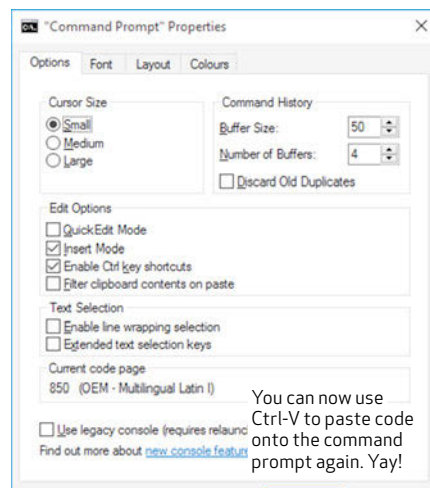 "Command Prompt" Properties
Options Font Layout Colours
Cursor Size
Small
Medium
Large
Command History
Buffer Size: 50
Number of Buffers: 4
Discard Old Duplicates
Edit Options
QuickEdit Mode
Insert Mode
Enable Ctrl key shortcuts
Filter clipboard contents on paste
Text Selection
Enable line wrapping selection
Extended text selection keys
Current code page
850 (OEM - Multilingual Latin I)
Use legacy console (requires relaunc
Find out more about new console feature
You can now use
Ctrl-V to paste code
onto the command
prompt again. Yay!